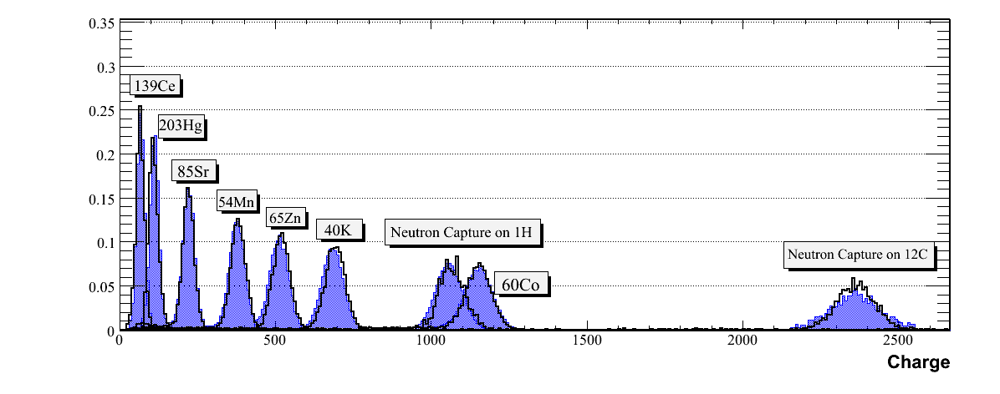 0.35
0.3
139Ce
0.25
203Hg
0.2
85Sr
0.15
54Mn
65Zn
40K
Neutron Capture on 1H
0.1
Neutron Capture on 12C
0.05
60Co
0
0 500 1000 1500 2000 2500
Charge